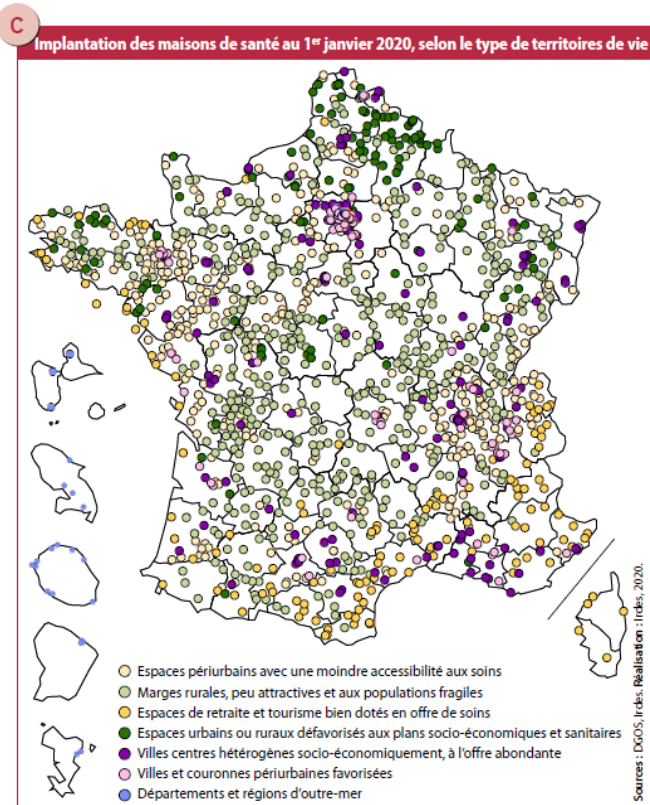 C
Implantation des maisons de santé au 1er janvier 2020, selon le type de territoires de vie
Espaces périurbains avec une moindre accessibilité aux soins
Marges rurales, peu attractives et aux populations fragiles
Espaces de retraite et tourisme bien dotés en offre de soins
Espaces urbains ou ruraux défavorisés aux plans socio-économiques et sanitaires
Villes centres hétérogènes socio-économiquement, à l'offre abondante
Villes et couronnes périurbaines favorisées
Départements et régions d'outre-mer
Sources : DGOS, Irdes. Réalisation : Irdes, 2020.